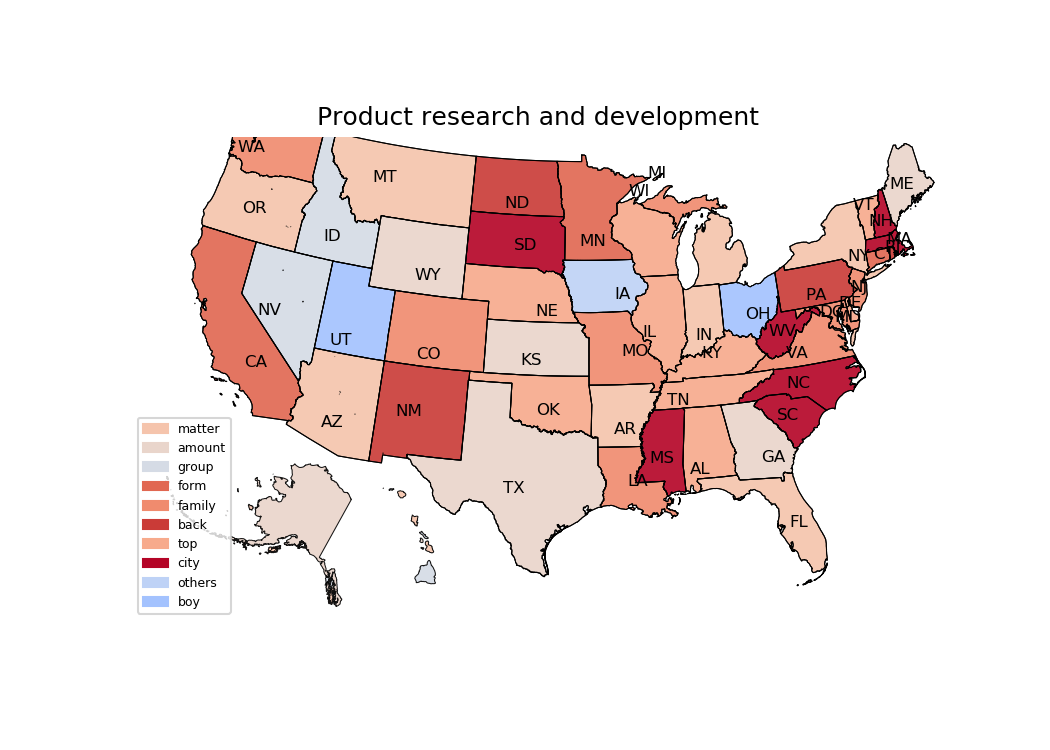 Product research and development
WA
MT
ND
MN
WI
MI
ME
VT
NH
MA
OR
ID
SD
WY
NY
CT
IA
PA
NJ
NV
UT
NE
OH
DC
MD
CA
CO
KS
MO
IL
IN
KY
WV
VA
AZ
NM
OK
AR
TN
NC
SC
TX
LA
MS
AL
GA
FL
matter
amount
group
form
family
back
top
city
others
boy